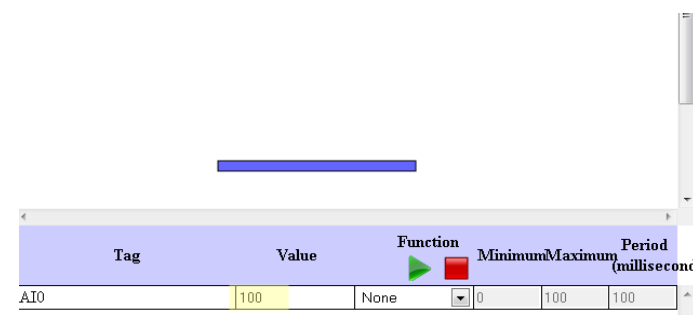 Tag Value Function Minimum Maximum Period
(millisecond
AI0 100 None 0 100 100